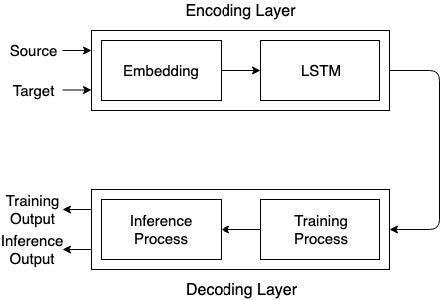 Encoding Layer
Source
Target
Embedding
LSTM
Training
Output
Inference
Output
Inference
Process
Training
Process
Decoding Layer